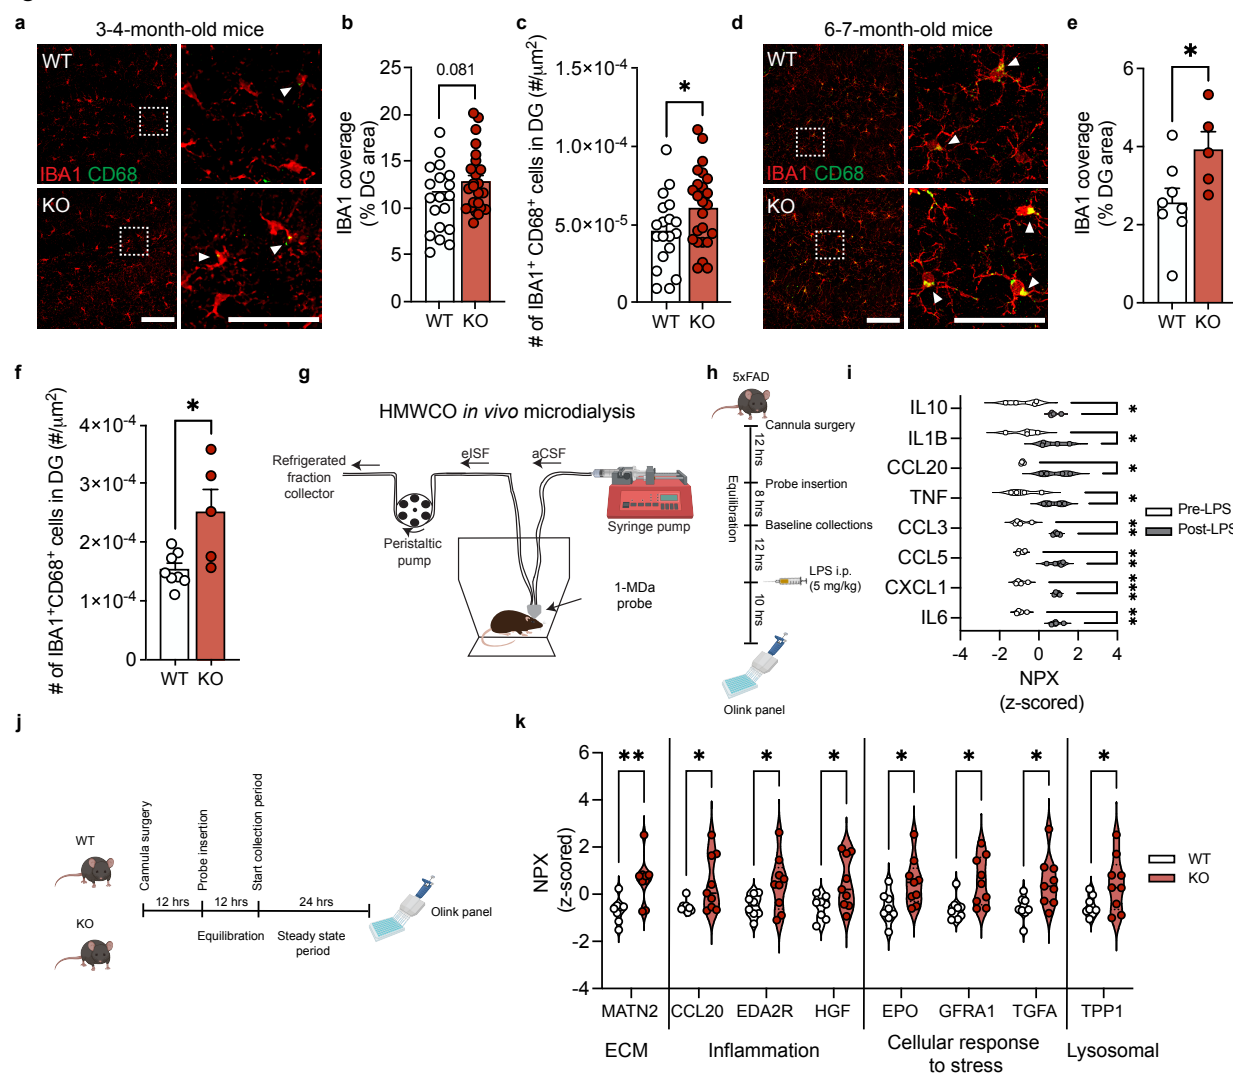 a
3-4-month-old mice
WT
IBA1 CD68
KO
b
IBA1 coverage
(% DG area)
25
20
15
10
5
0
0.081
WT KO
c
# of IBA1⁺ CD68⁺ cells in DG (#/μm²)
1.5×10⁻⁴
1.0×10⁻⁴
5.0×10⁻⁵
0
*
WT KO
d
6-7-month-old mice
WT
IBA1 CD68
KO
e
IBA1 coverage
(% DG area)
6
4
2
0
*
WT KO
f
# of IBA1⁺CD68⁺ cells in DG (#/μm²)
4×10⁻⁴
3×10⁻⁴
2×10⁻⁴
1×10⁻⁴
0
*
WT KO
g
HMWCO in vivo microdialysis
Refrigerated
fraction
collector
eISF
aCSF
Peristaltic
pump
Syringe pump
1-MDa
probe
h
5xFAD
Cannula surgery
12 hrs
Probe insertion
Equilibration
8 hrs
Baseline collections
12 hrs
LPS i.p.
(5 mg/kg)
10 hrs
Olink panel
i
IL10 *
IL1B *
CCL20 *
TNF *
CCL3 **
CCL5 **
CXCL1 ****
IL6 **
-4 -2 0 2 4
NPX
(z-scored)
Pre-LPS
Post-LPS
j
WT
KO
Cannula surgery
Probe insertion
Start collection period
12 hrs 12 hrs 24 hrs
Equilibration Steady state
period
Olink panel
k
NPX
(z-scored)
6
4
2
0
-2
-4
** * * * * * * *
MATN2 CCL20 EDA2R HGF EPO GFRA1 TGFA TPP1
ECM Inflammation Cellular response
to stress Lysosomal
WT
KO